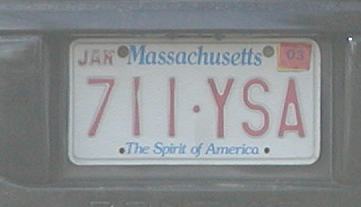 JAN Massachusetts 03
711·YSA
The Spirit of America